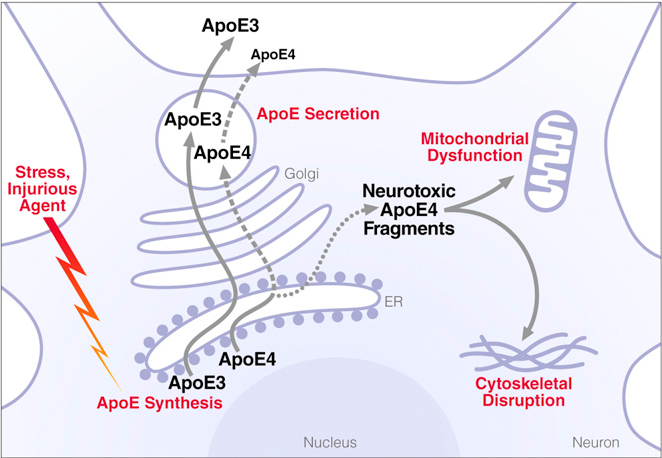 ApoE3
ApoE4
ApoE3
ApoE Secretion
ApoE4
Golgi
Stress,
Injurious
Agent
Mitochondrial
Dysfunction
Neurotoxic
ApoE4
Fragments
ER
ApoE4
ApoE3
ApoE Synthesis
Cytoskeletal
Disruption
Nucleus
Neuron